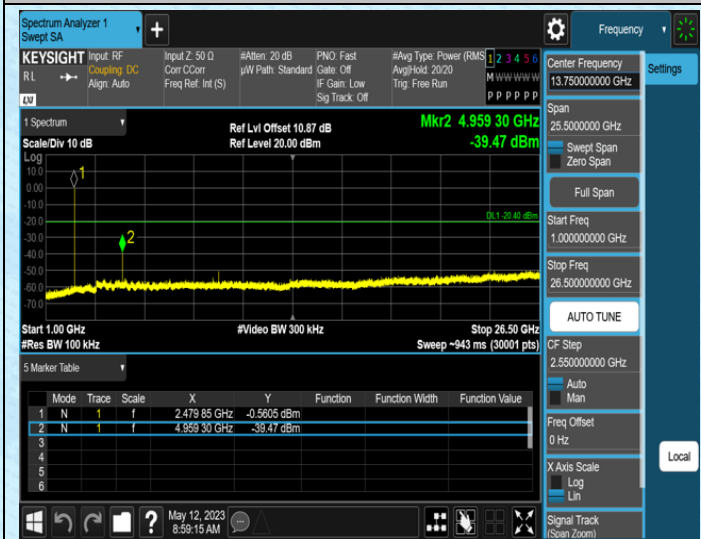 Spectrum Analyzer 1
Swept SA
+
Frequency
KEYSIGHT
Input: RF
Coupling: DC
Align: Auto
RL
LXI
Input Z: 50 Ω
Corr CCorr
Freq Ref: Int (S)
#Atten: 20 dB
µW Path: Standard
PNO: Fast
Gate: Off
IF Gain: Low
Sig Track: Off
#Avg Type: Power (RMS
Avg|Hold: 20/20
Trig: Free Run
1 2 3 4 5 6
M W W W W W
P P P P P P
1 Spectrum
Scale/Div 10 dB
Ref Lvl Offset 10.87 dB
Ref Level 20.00 dBm
Mkr2 4.959 30 GHz
-39.47 dBm
Log
10.0
0.00
-10.0
-20.0
-30.0
-40.0
-50.0
-60.0
-70.0
1
2
DL1 -20.40 dBm
Start 1.00 GHz
#Video BW 300 kHz
Stop 26.50 GHz
#Res BW 100 kHz
Sweep ~943 ms (30001 pts)
5 Marker Table
Mode Trace Scale X Y Function Function Width Function Value
1 N 1 f 2.479 85 GHz -0.5605 dBm
2 N 1 f 4.959 30 GHz -39.47 dBm
3
4
5
6
?
May 12, 2023
8:59:15 AM
Center Frequency
13.750000000 GHz
Settings
Span
25.5000000 GHz
Swept Span
Zero Span
Full Span
Start Freq
1.000000000 GHz
Stop Freq
26.500000000 GHz
AUTO TUNE
CF Step
2.550000000 GHz
Auto
Man
Freq Offset
0 Hz
X Axis Scale
Log
Lin
Local
Signal Track
(Span Zoom)